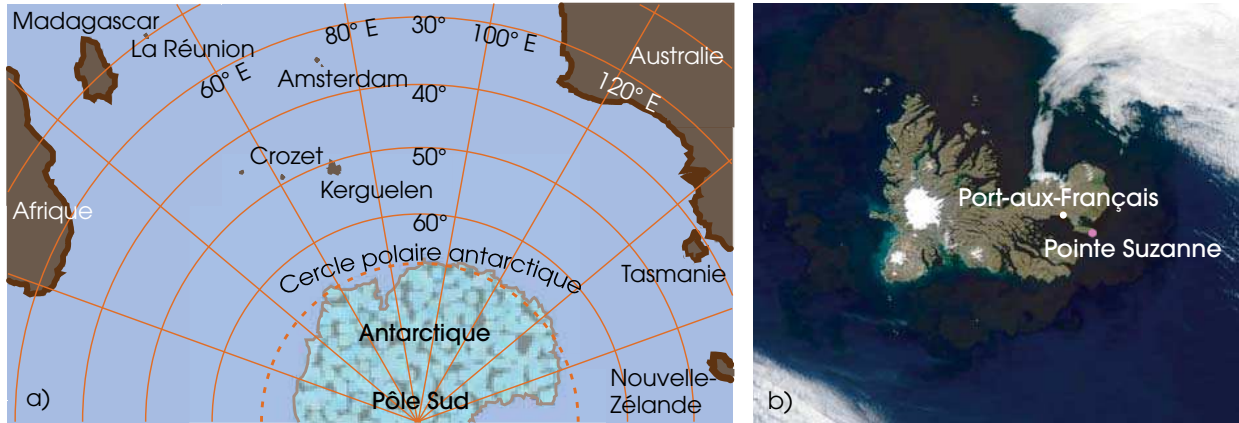 Madagascar
La Réunion
60° E
80° E
30°
100° E
Australie
120° E
Amsterdam
40°
50°
Crozet
Kerguelen
Afrique
60°
Cercle polaire antarctique
Tasmanie
Antarctique
Pôle Sud
Nouvelle-
Zélande
a)
Port-aux-Français
Pointe Suzanne
b)